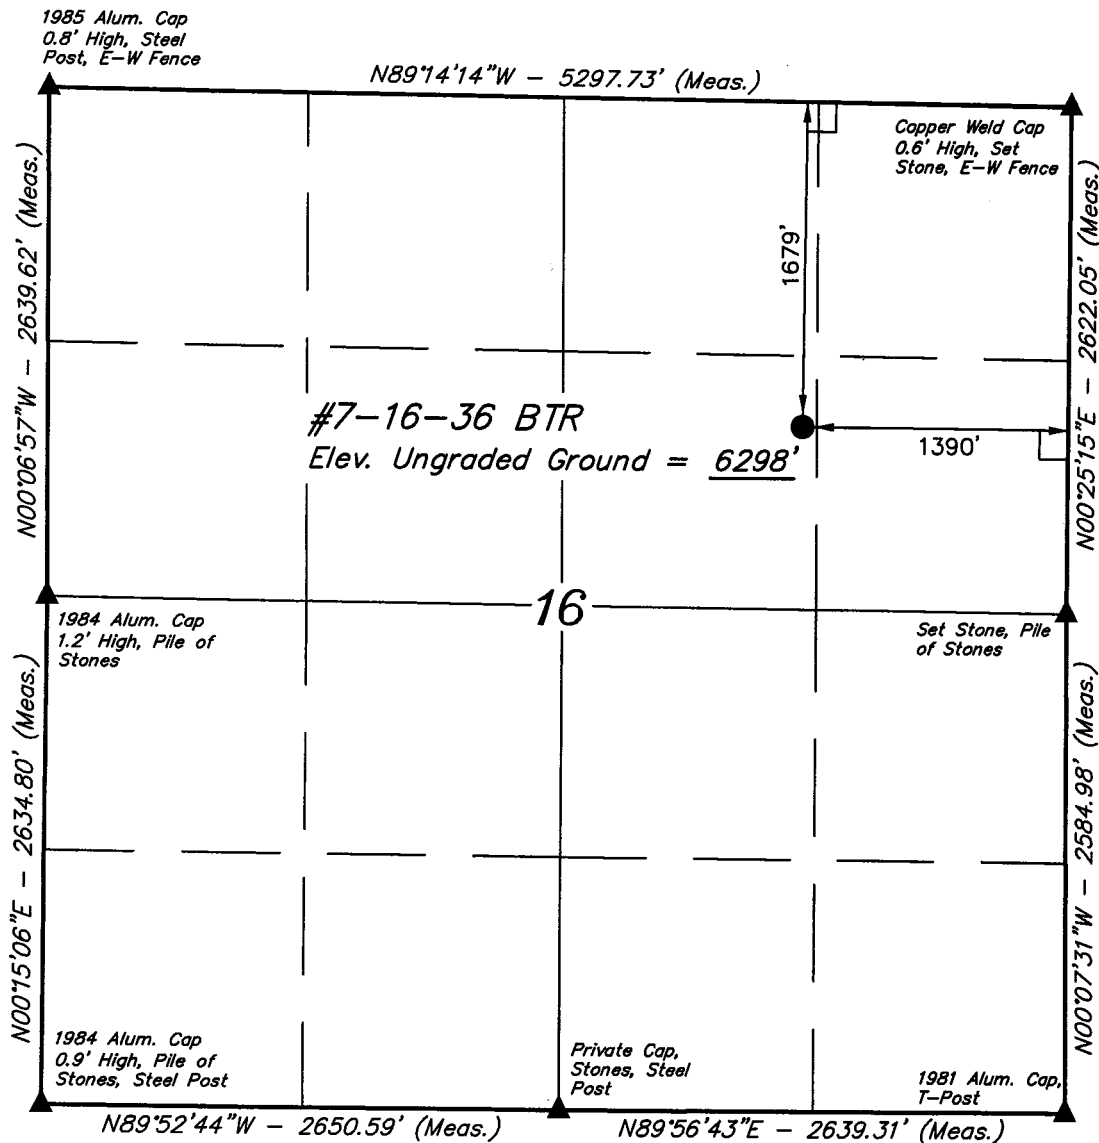 1985 Alum. Cap
0.8' High, Steel
Post, E-W Fence
N89°14'14"W - 5297.73' (Meas.)
Copper Weld Cap
0.6' High, Set
Stone, E-W Fence
N00°06'57"W - 2639.62' (Meas.)
1679'
N00°25'15"E - 2622.05' (Meas.)
#7-16-36 BTR
Elev. Ungraded Ground = 6298'
1390'
16
1984 Alum. Cap
1.2' High, Pile of
Stones
Set Stone, Pile
of Stones
N00°15'06"E - 2634.80' (Meas.)
N00°07'31"W - 2584.98' (Meas.)
1984 Alum. Cap
0.9' High, Pile of
Stones, Steel Post
Private Cap,
Stones, Steel
Post
1981 Alum. Cap,
T-Post
N89°52'44"W - 2650.59' (Meas.)
N89°56'43"E - 2639.31' (Meas.)